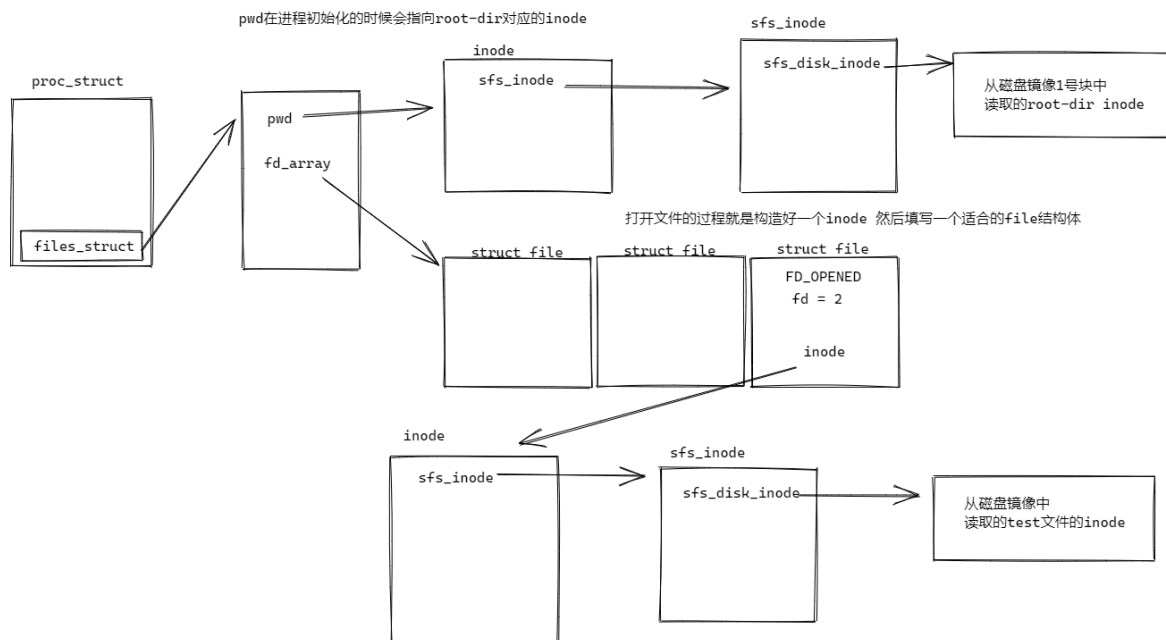 pwd在进程初始化的时候会指向root-dir对应的inode
sfs_inode
inode
proc_struct
sfs_inode
sfs_disk_inode
从磁盘镜像1号块中
读取的root-dir inode
pwd
fd_array
files_struct
打开文件的过程就是构造好一个inode 然后填写一个适合的file结构体
struct file
struct file
struct file
FD_OPENED
fd = 2
inode
inode
sfs_inode
sfs_inode
sfs_disk_inode
从磁盘镜像中
读取的test文件的inode